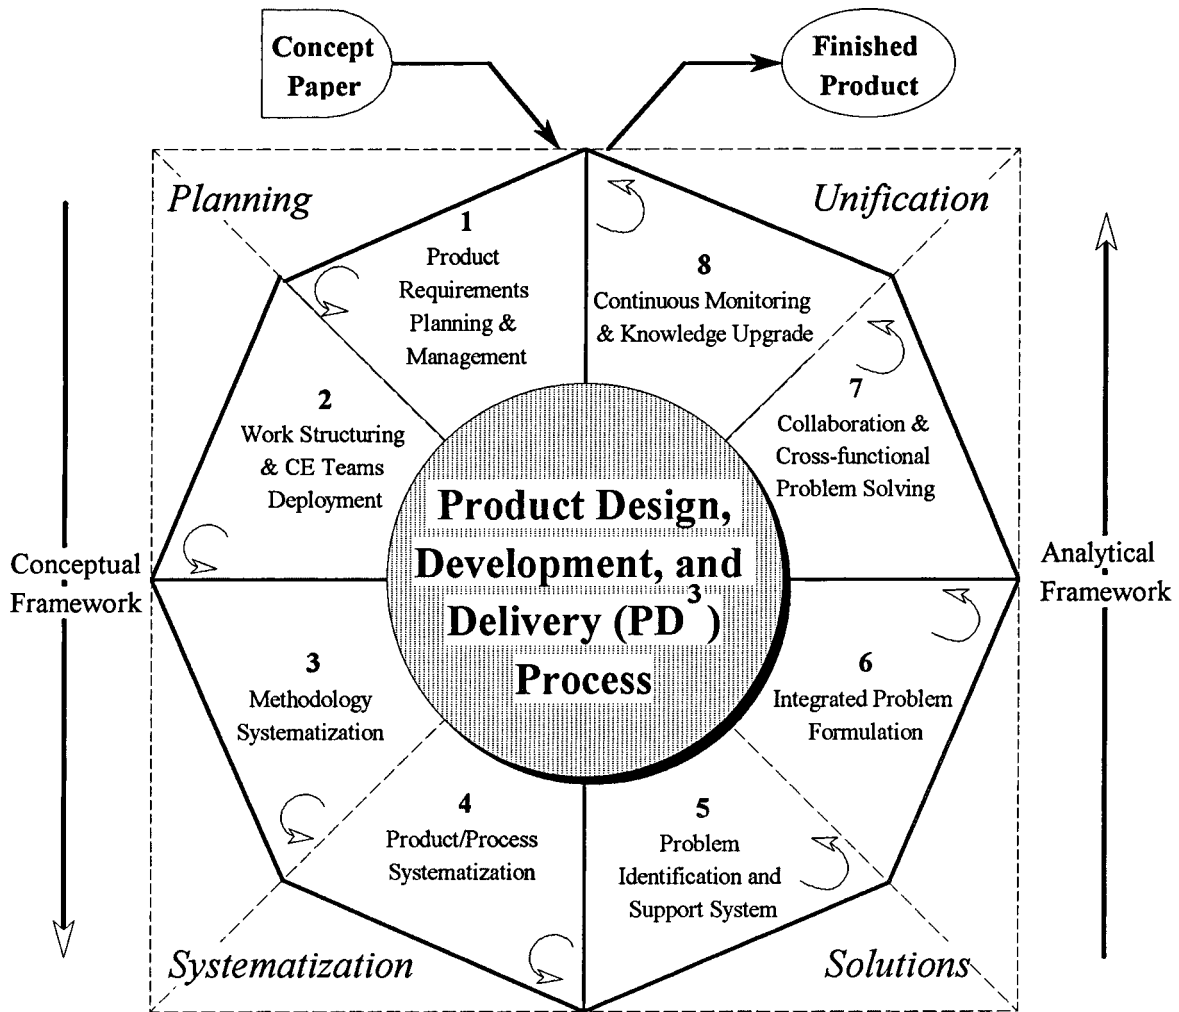 Concept
Paper
Finished
Product
Planning
Unification
1
Product
Requirements
Planning &
Management
8
Continuous Monitoring
& Knowledge Upgrade
2
Work Structuring
& CE Teams
Deployment
7
Collaboration &
Cross-functional
Problem Solving
Product Design,
Development, and
Delivery (PD³)
Process
Conceptual
Framework
Analytical
Framework
3
Methodology
Systematization
6
Integrated Problem
Formulation
4
Product/Process
Systematization
5
Problem
Identification and
Support System
Systematization
Solutions